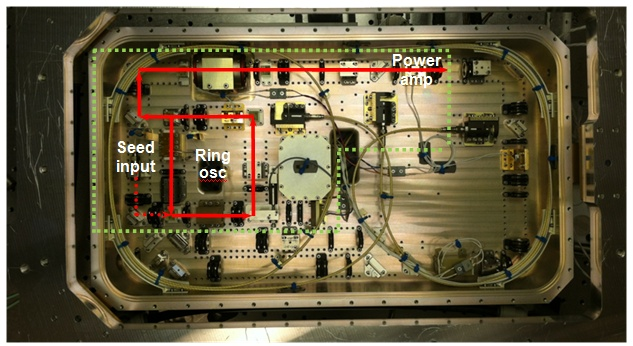 Power
amp
Seed
input
Ring
osc